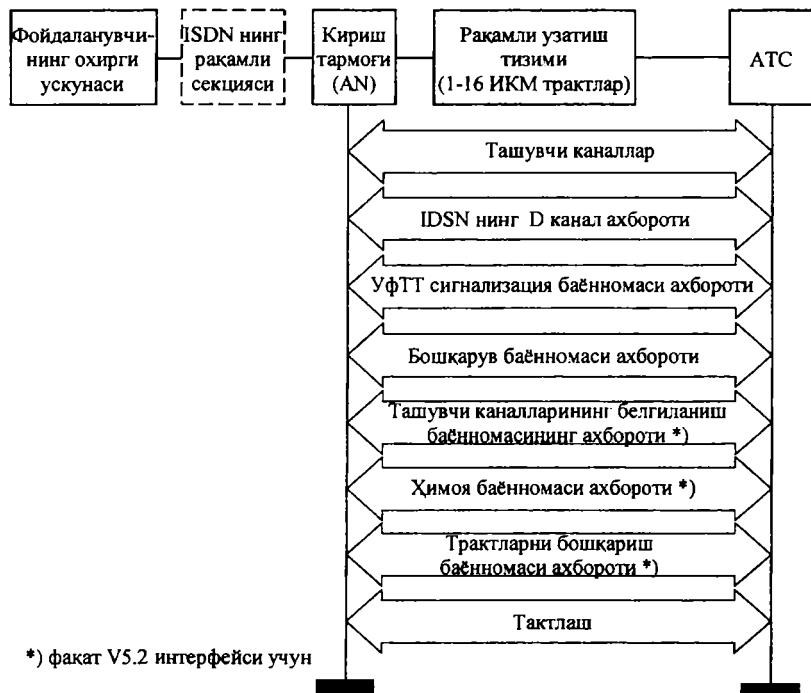 Фойдаланувчи-
нинг охирги
ускунаси
ISDN нинг
рақамли
секцияси
Кириш
тармоғи
(AN)
Рақамли узатиш
тизими
(1-16 ИКМ трактлар)
АТС
Ташувчи каналлар
IDSN нинг D канал ахбороти
УфТТ сигнализация баённомаси ахбороти
Бошқарув баённомаси ахбороти
Ташувчи каналларининг белгиланиш
баённомасининг ахбороти *)
Ҳимоя баённомаси ахбороти *)
Трактларни бошқариш
баённомаси ахбороти *)
Тактлаш
*) фақат V5.2 интерфейси учун